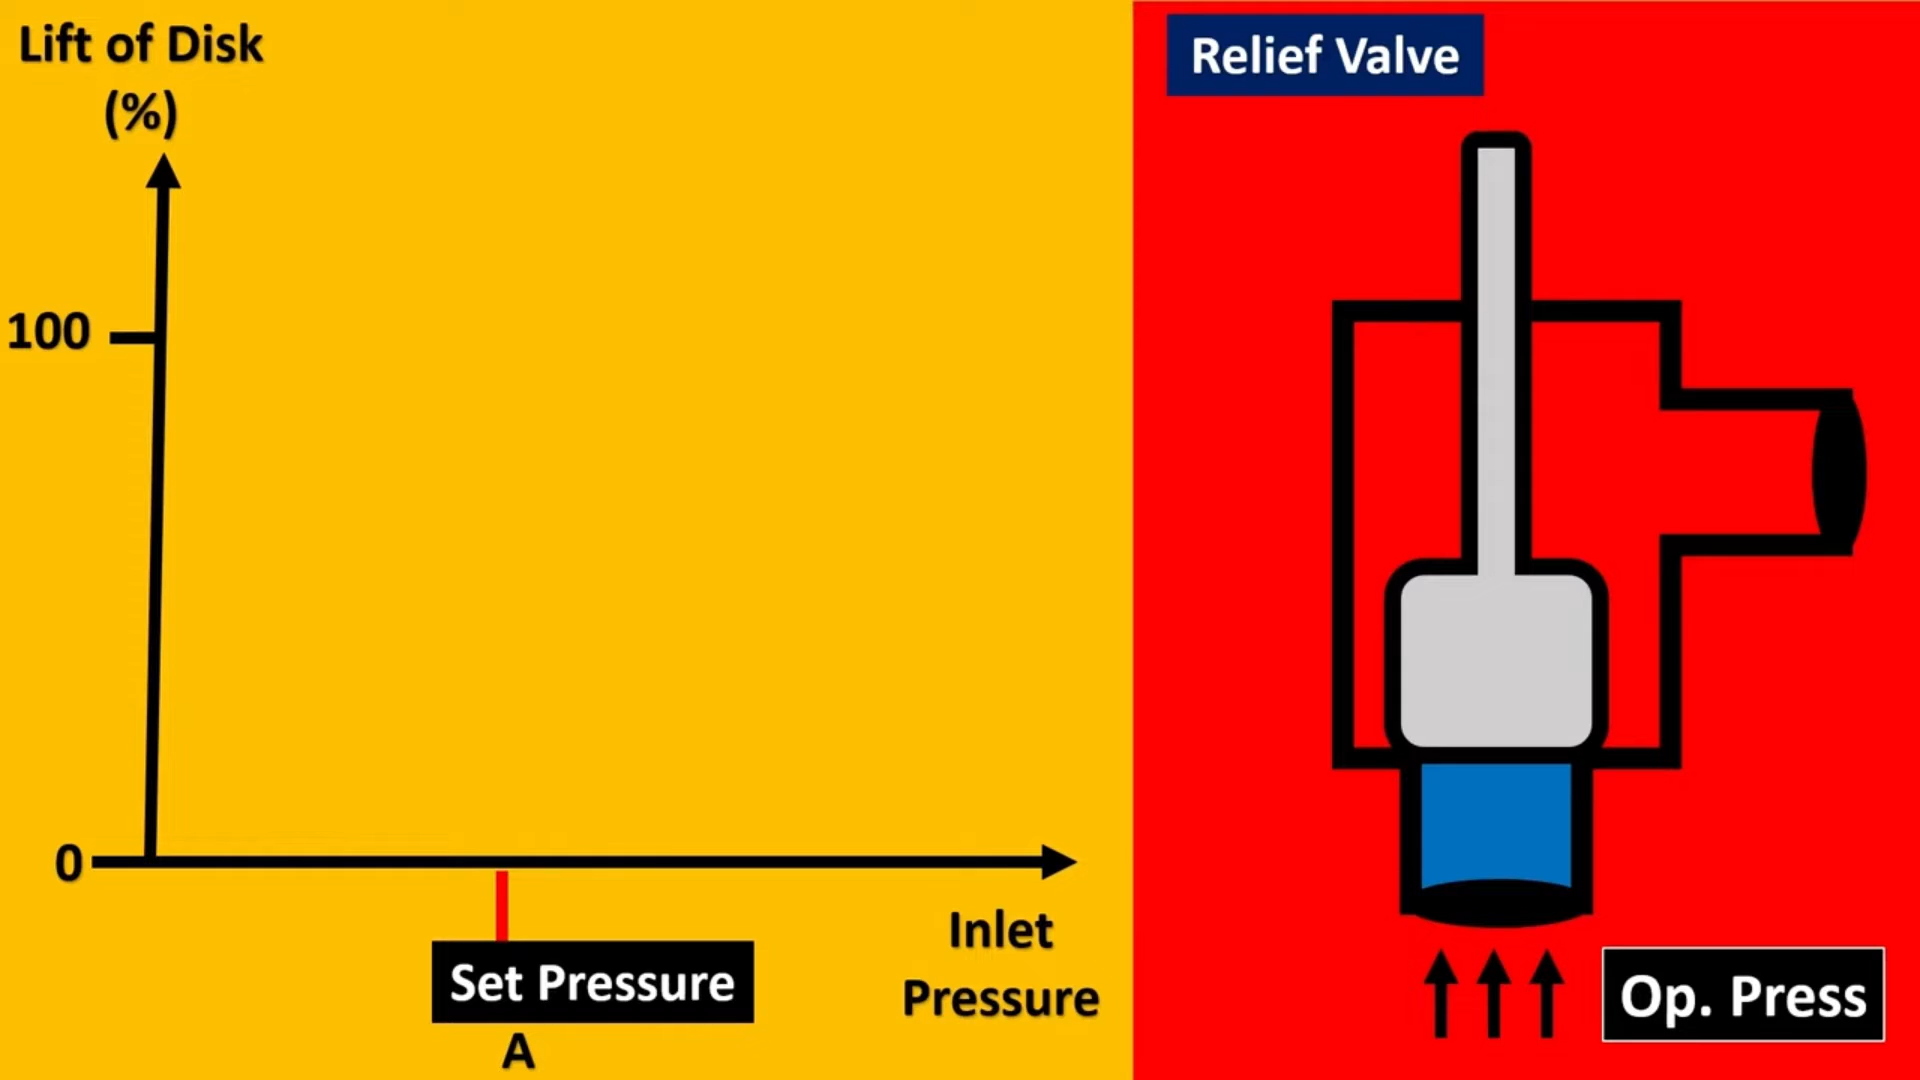 Lift of Disk
(%)
100
0
Set Pressure
A
Inlet
Pressure
Relief Valve
Op. Press